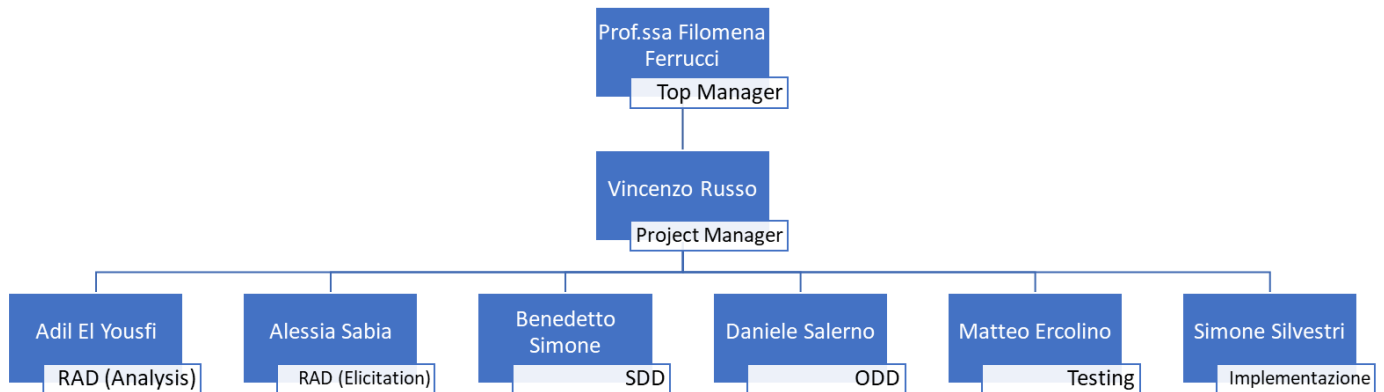 Prof.ssa Filomena
Ferrucci
Top Manager
Vincenzo Russo
Project Manager
Adil El Yousfi
RAD (Analysis)
Alessia Sabia
RAD (Elicitation)
Benedetto
Simone
SDD
Daniele Salerno
ODD
Matteo Ercolino
Testing
Simone Silvestri
Implementazione